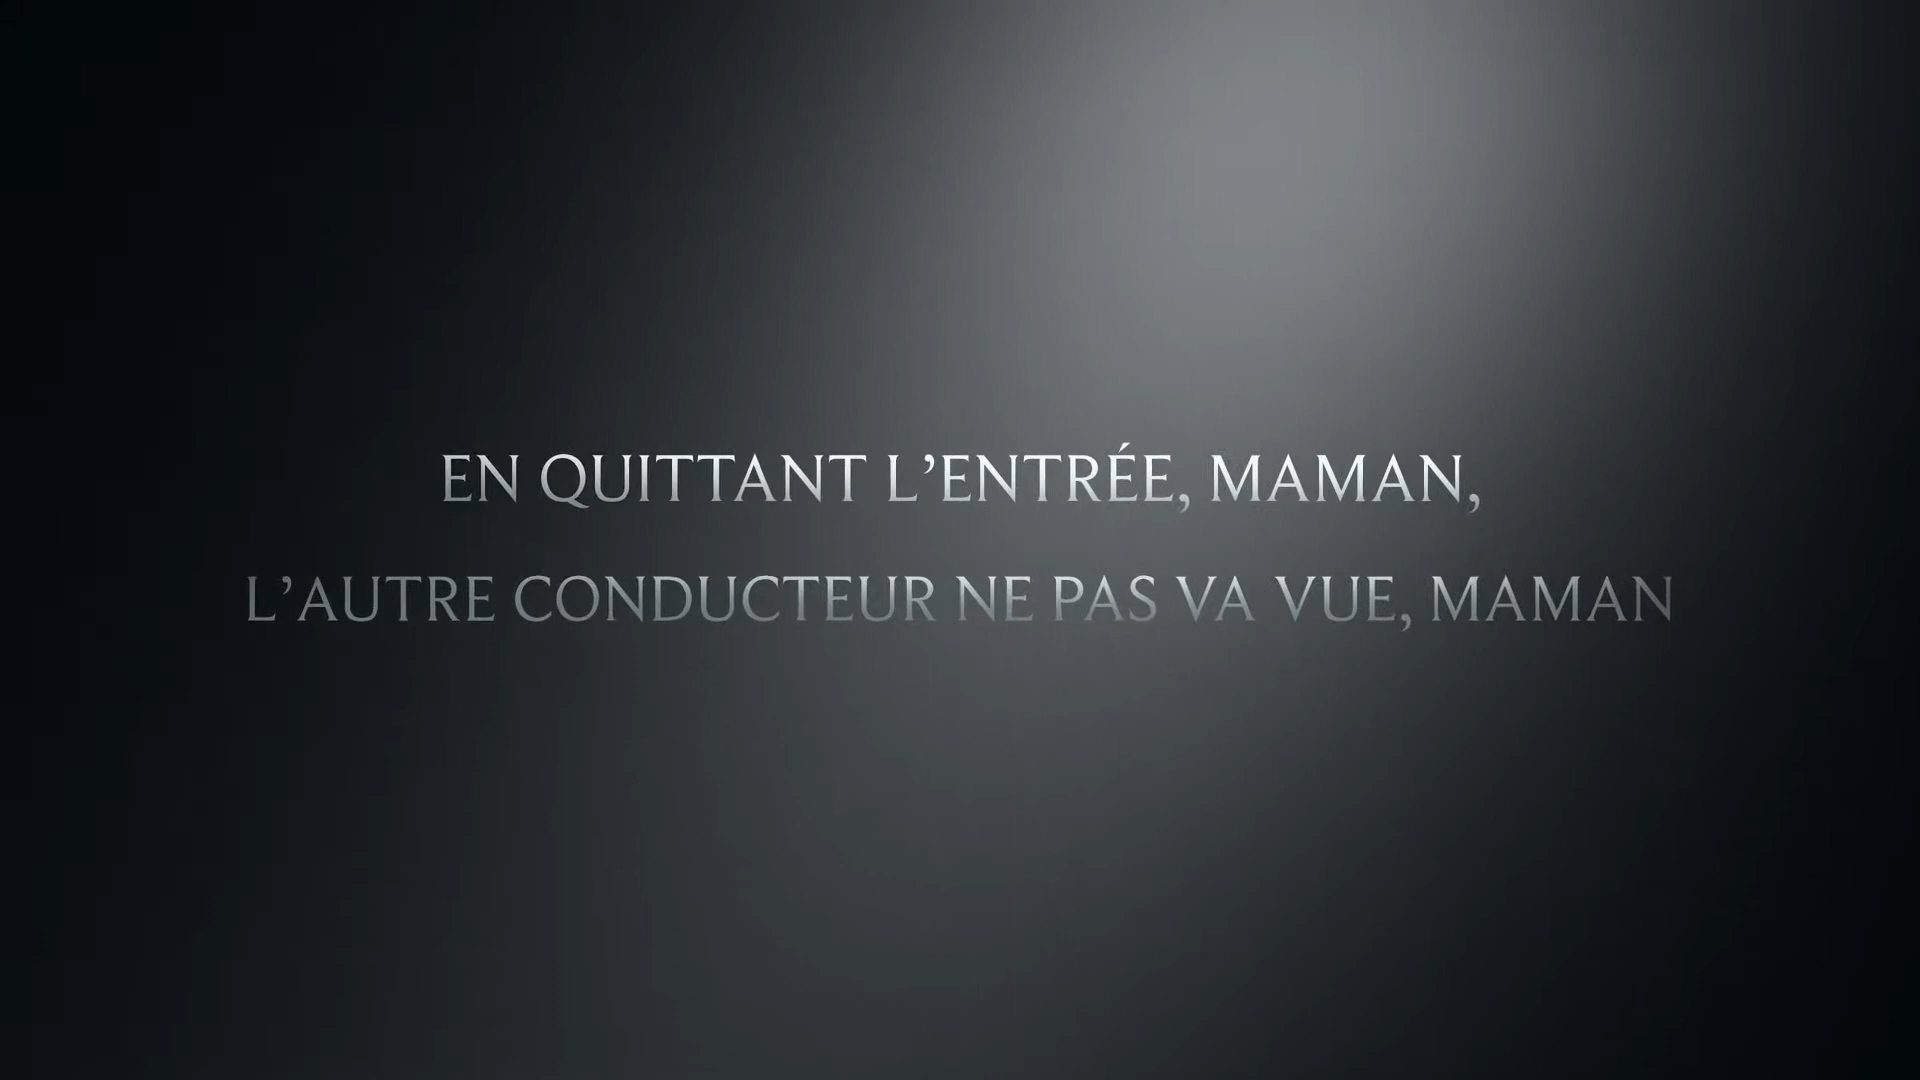 EN QUITTANT L’ENTRÉE, MAMAN,
L’AUTRE CONDUCTEUR NE PAS VA VUE, MAMAN